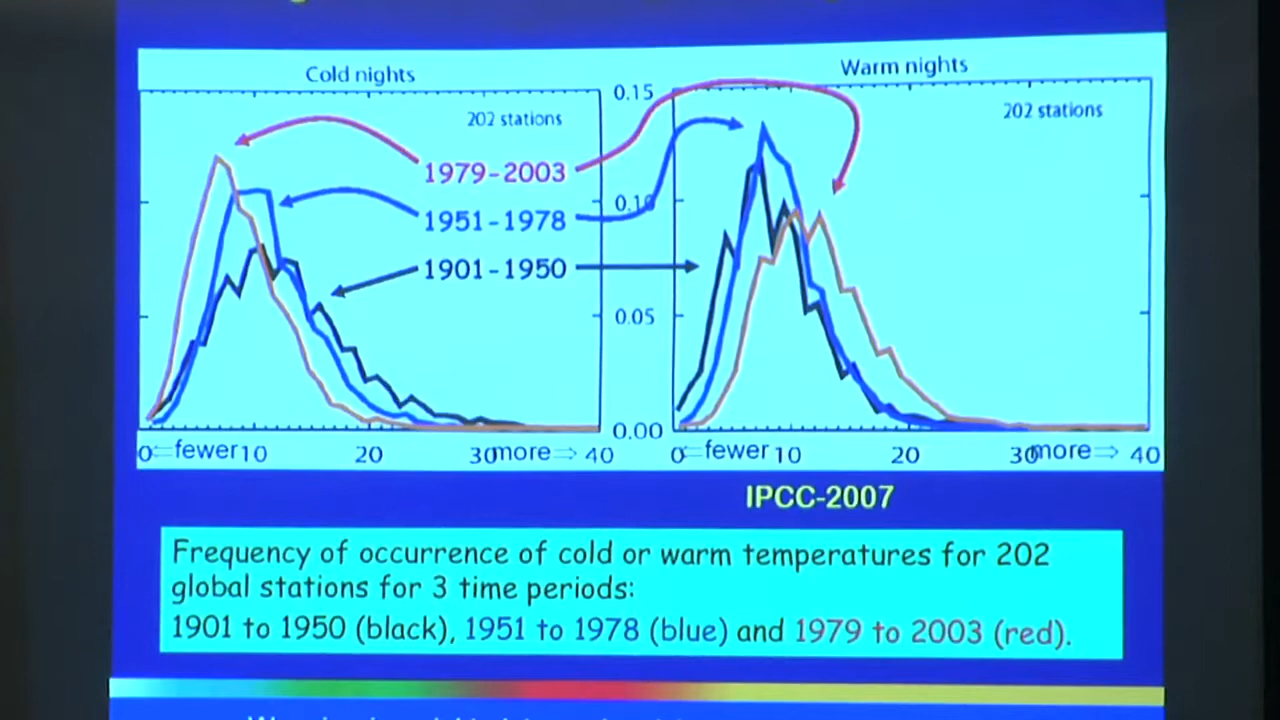 Cold nights
202 stations
Warm nights
202 stations
1979-2003
1951-1978
1901-1950
0.15
0.10
0.05
0.00
0 ⇐fewer 10 20 30 more⇒ 40
0 ⇐fewer 10 20 30 more⇒ 40
IPCC-2007
Frequency of occurrence of cold or warm temperatures for 202
global stations for 3 time periods:
1901 to 1950 (black), 1951 to 1978 (blue) and 1979 to 2003 (red).